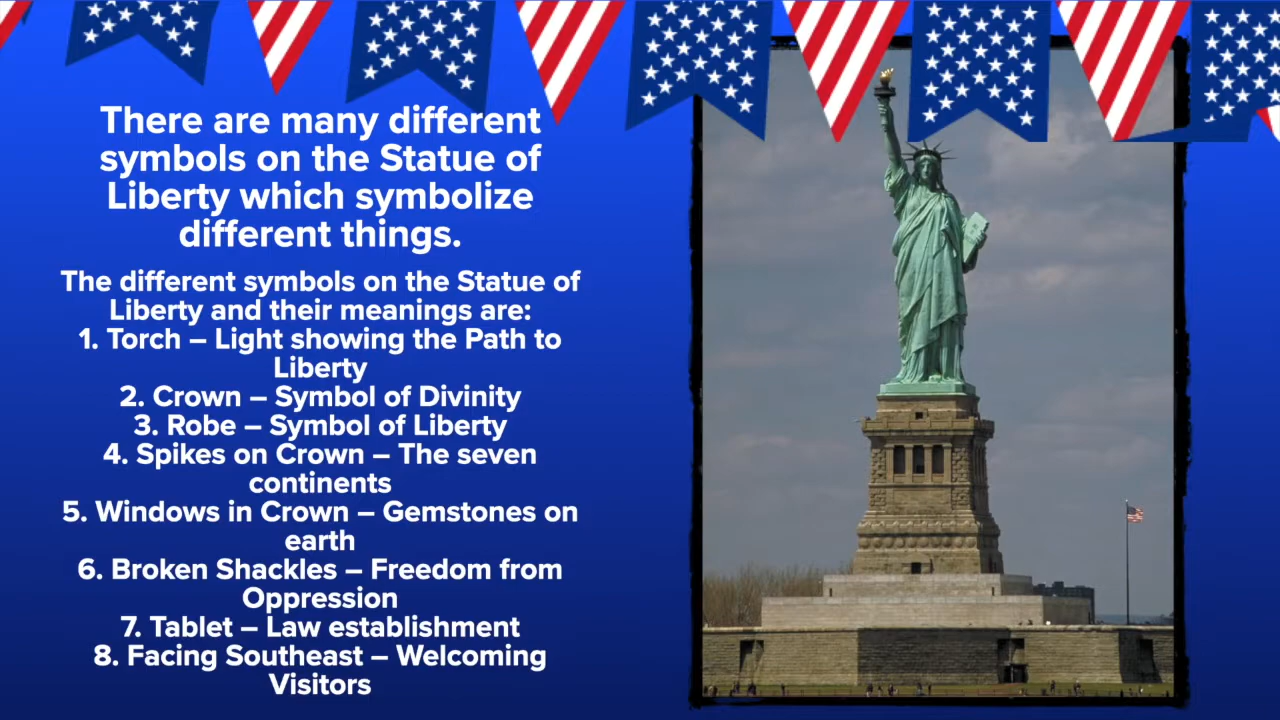 There are many different
symbols on the Statue of
Liberty which symbolize
different things.
The different symbols on the Statue of
Liberty and their meanings are:
1. Torch – Light showing the Path to
Liberty
2. Crown – Symbol of Divinity
3. Robe – Symbol of Liberty
4. Spikes on Crown – The seven
continents
5. Windows in Crown – Gemstones on
earth
6. Broken Shackles – Freedom from
Oppression
7. Tablet – Law establishment
8. Facing Southeast – Welcoming
Visitors